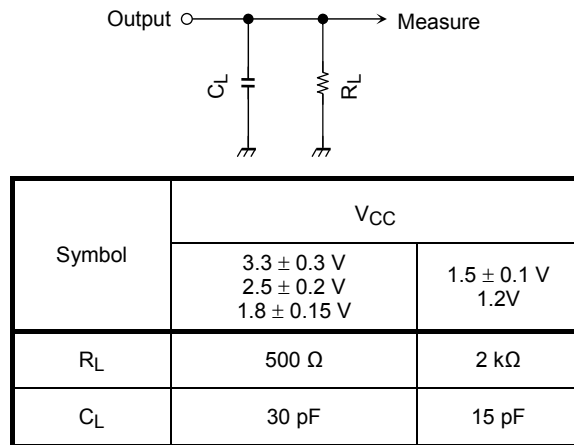 Output
Measure
CL
RL
Symbol
VCC
3.3 ± 0.3 V
2.5 ± 0.2 V
1.8 ± 0.15 V
1.5 ± 0.1 V
1.2V
RL
500 Ω
2 kΩ
CL
30 pF
15 pF